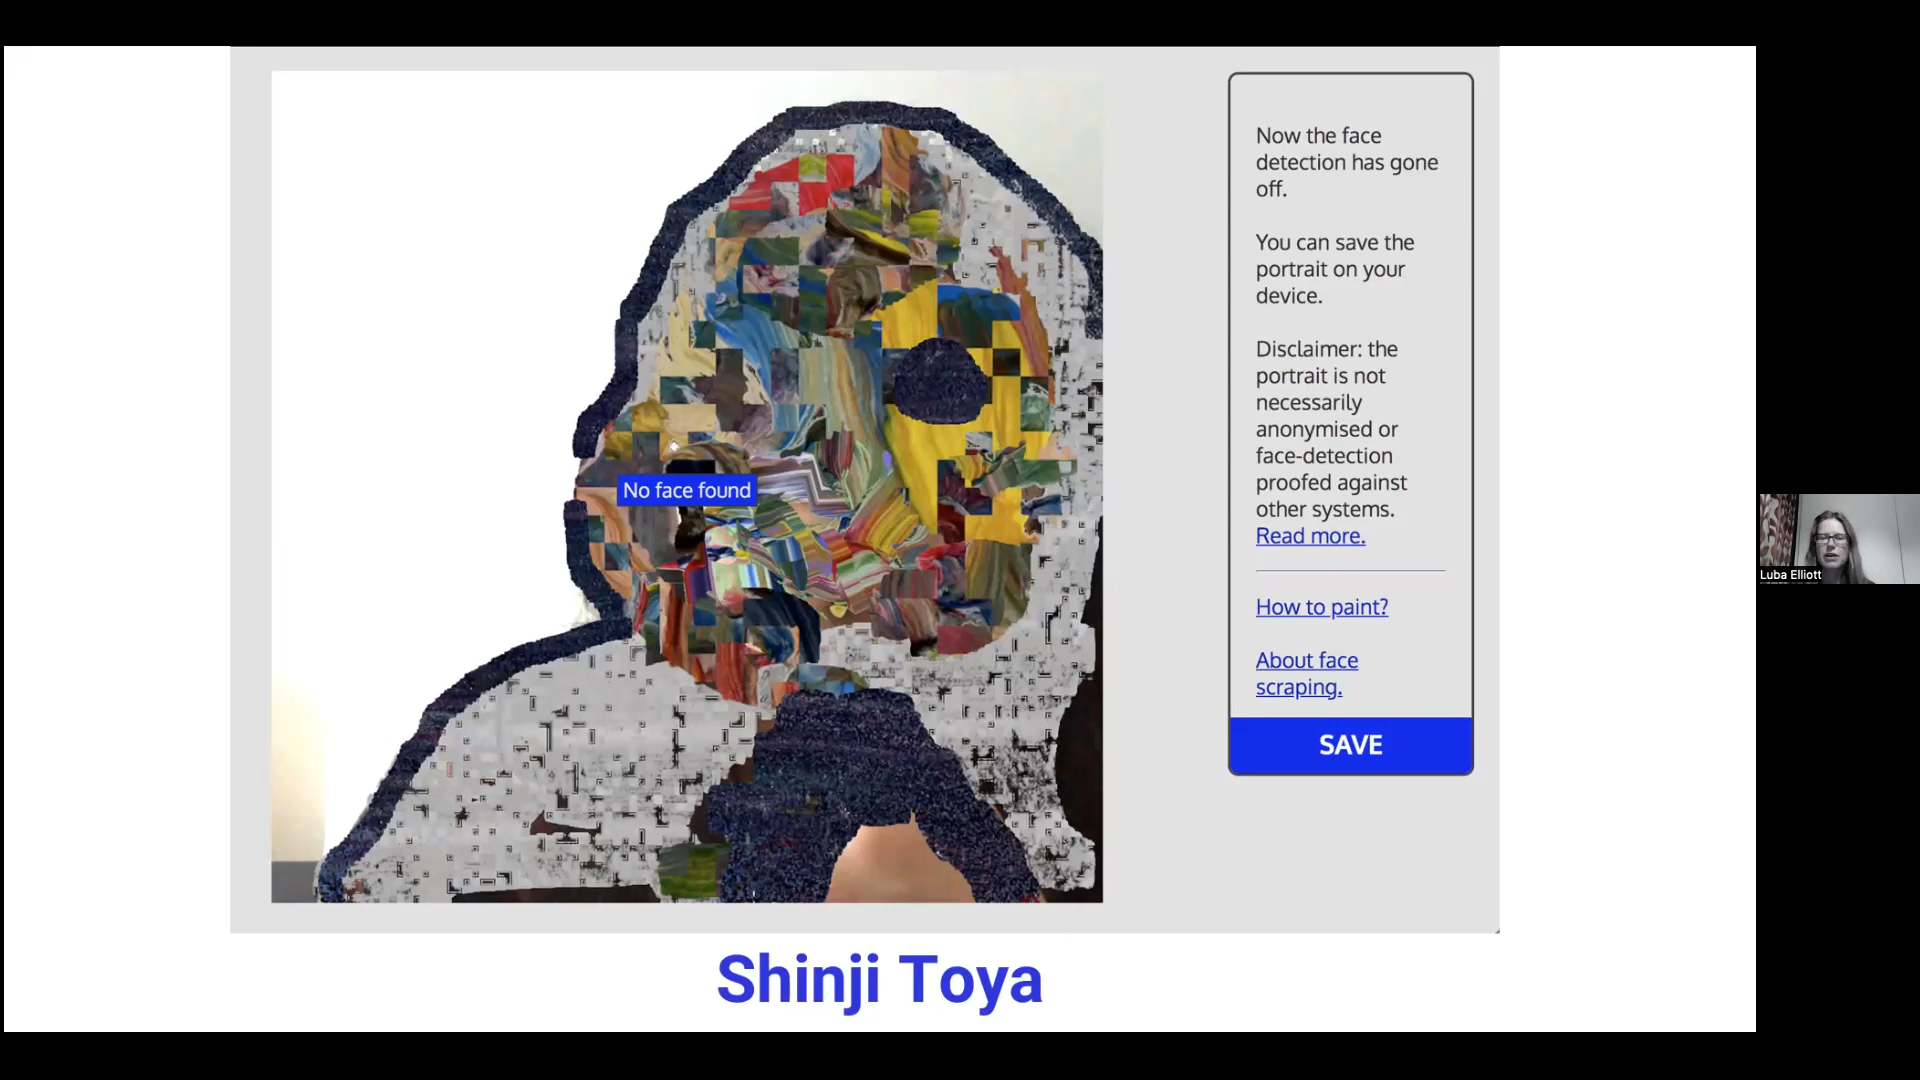 Now the face
detection has gone
off.
You can save the
portrait on your
device.
Disclaimer: the
portrait is not
necessarily
anonymised or
face-detection
proofed against
other systems.
Read more.
How to paint?
About face
scraping.
SAVE
No face found
Shinji Toya
Luba Elliott